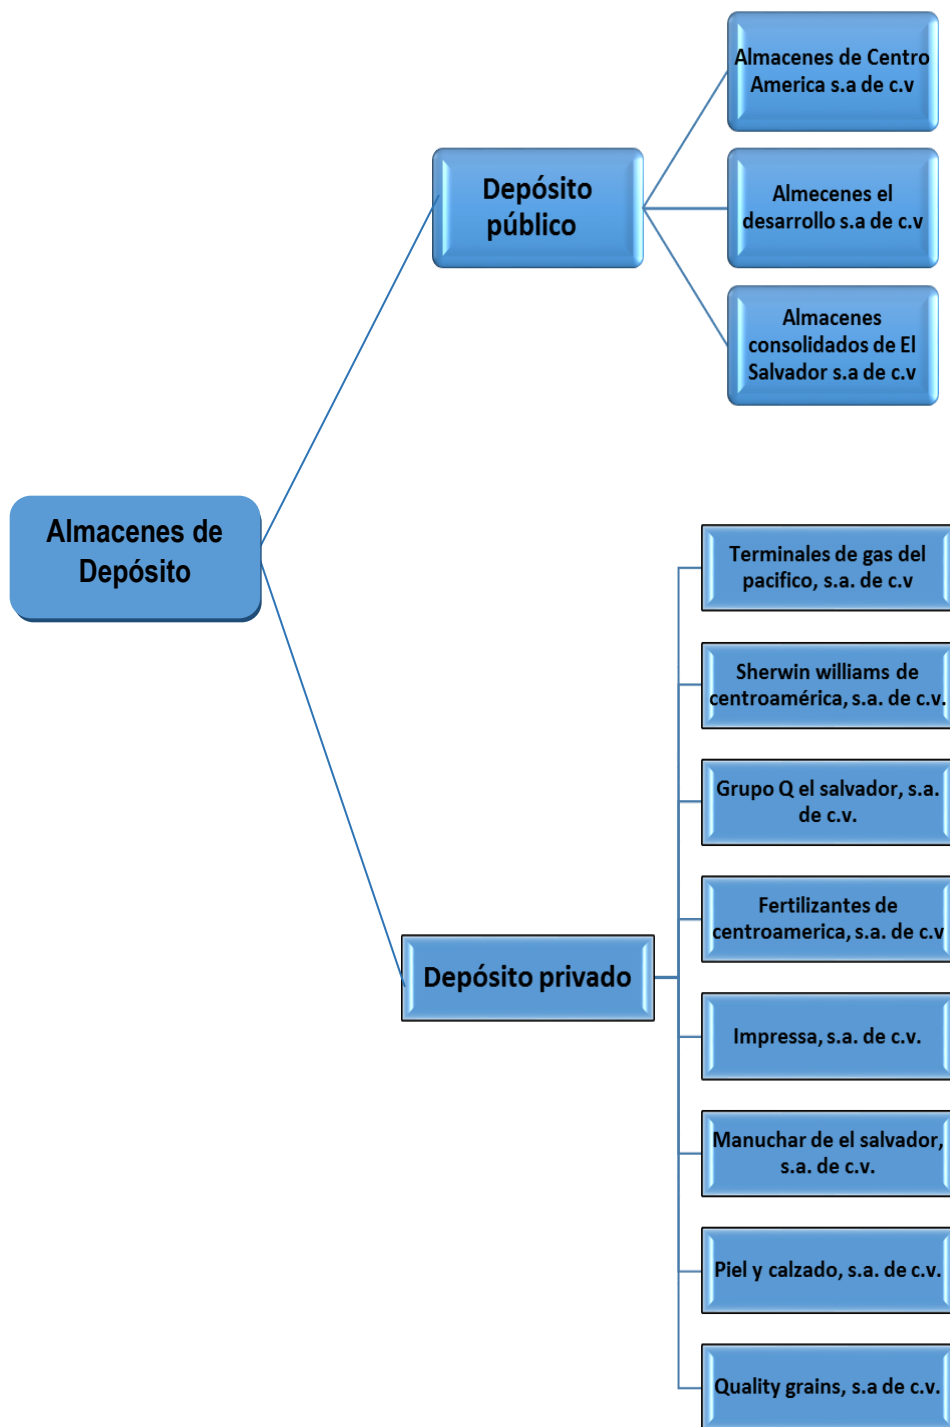 Almacenes de
Depósito
Depósito
público
Almacenes de Centro
America s.a de c.v
Almecenes el
desarrollo s.a de c.v
Almacenes
consolidados de El
Salvador s.a de c.v
Depósito privado
Terminales de gas del
pacifico, s.a. de c.v
Sherwin williams de
centroamérica, s.a. de c.v.
Grupo Q el salvador, s.a.
de c.v.
Fertilizantes de
centroamerica, s.a. de c.v
Impressa, s.a. de c.v.
Manuchar de el salvador,
s.a. de c.v.
Piel y calzado, s.a. de c.v.
Quality grains, s.a de c.v.